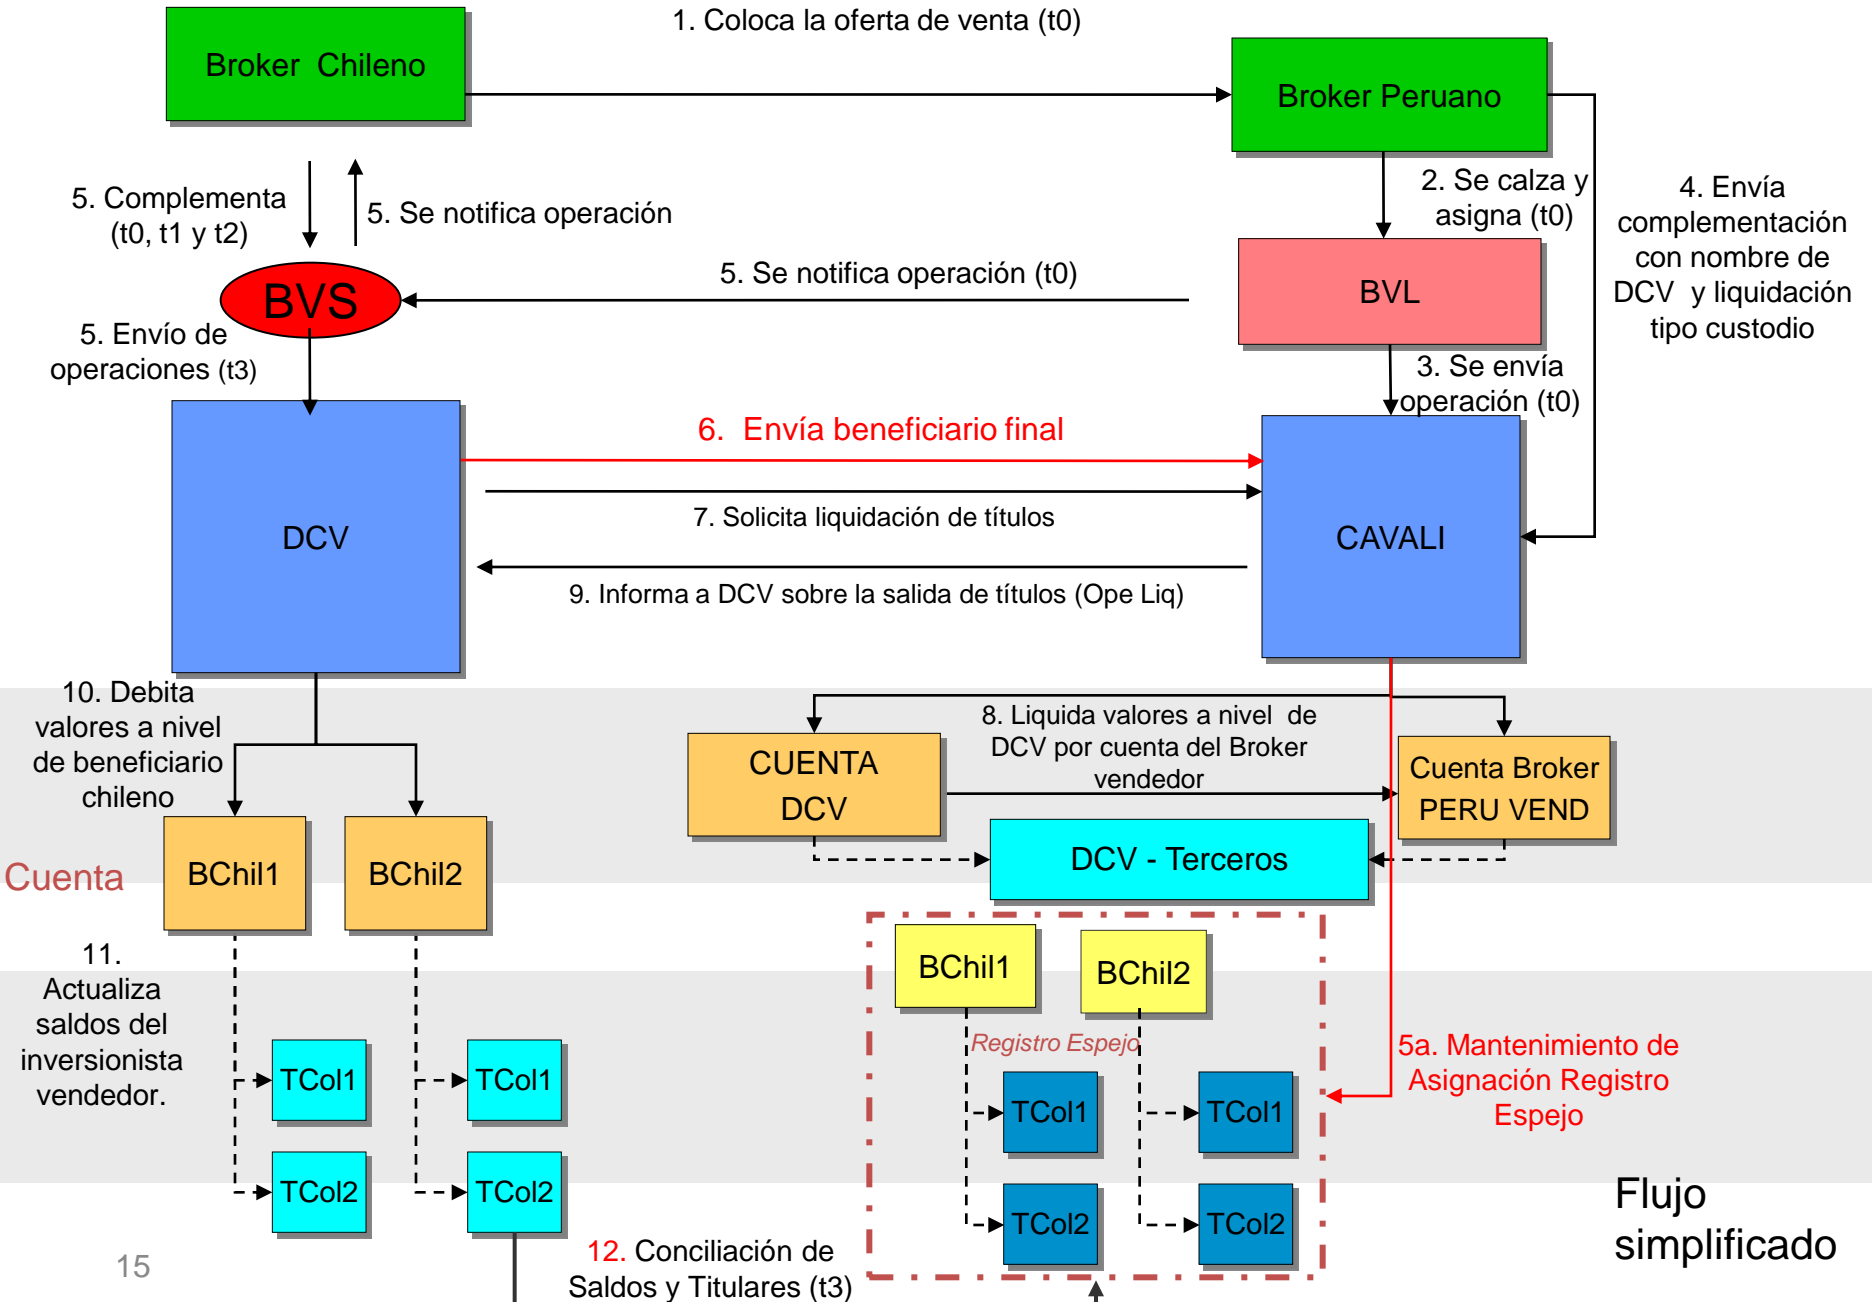 1. Coloca la oferta de venta (t0)
Broker  Chileno
Broker Peruano
5. Complementa
(t0, t1 y t2)
5. Se notifica operación
2. Se calza y
asigna (t0)
4. Envía
complementación
con nombre de
DCV  y liquidación
tipo custodio
BVS
5. Se notifica operación (t0)
BVL
5. Envío de
operaciones (t3)
3. Se envía
operación (t0)
6.  Envía beneficiario final
DCV
7. Solicita liquidación de títulos
CAVALI
9. Informa a DCV sobre la salida de títulos (Ope Liq)
10. Debita
valores a nivel
de beneficiario
chileno
8. Liquida valores a nivel  de
DCV por cuenta del Broker
vendedor
CUENTA
DCV
Cuenta Broker
PERU VEND
Cuenta
BChil1
BChil2
DCV - Terceros
11.
Actualiza
saldos del
inversionista
vendedor.
BChil1
BChil2
Registro Espejo
5a. Mantenimiento de
Asignación Registro
Espejo
TCol1
TCol1
TCol1
TCol1
TCol2
TCol2
TCol2
TCol2
Flujo
simplificado
12. Conciliación de
Saldos y Titulares (t3)
15